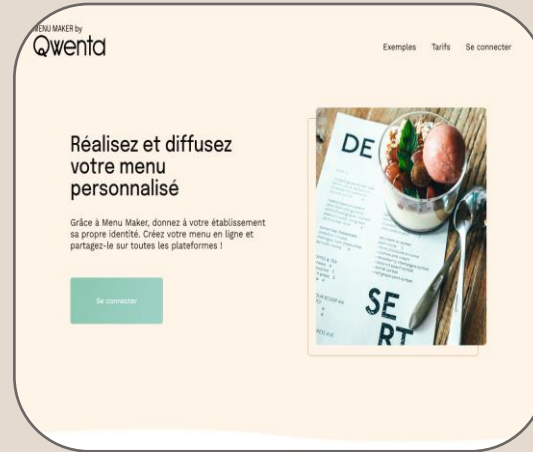 MENU MAKER by
Qwenta
Exemples Tarifs Se connecter
Réalisez et diffusez
votre menu
personnalisé
Grâce à Menu Maker, donnez à votre établissement
sa propre identité. Créez votre menu en ligne et
partagez-le sur toutes les plateformes !
Se connecter
DE
SE
RT